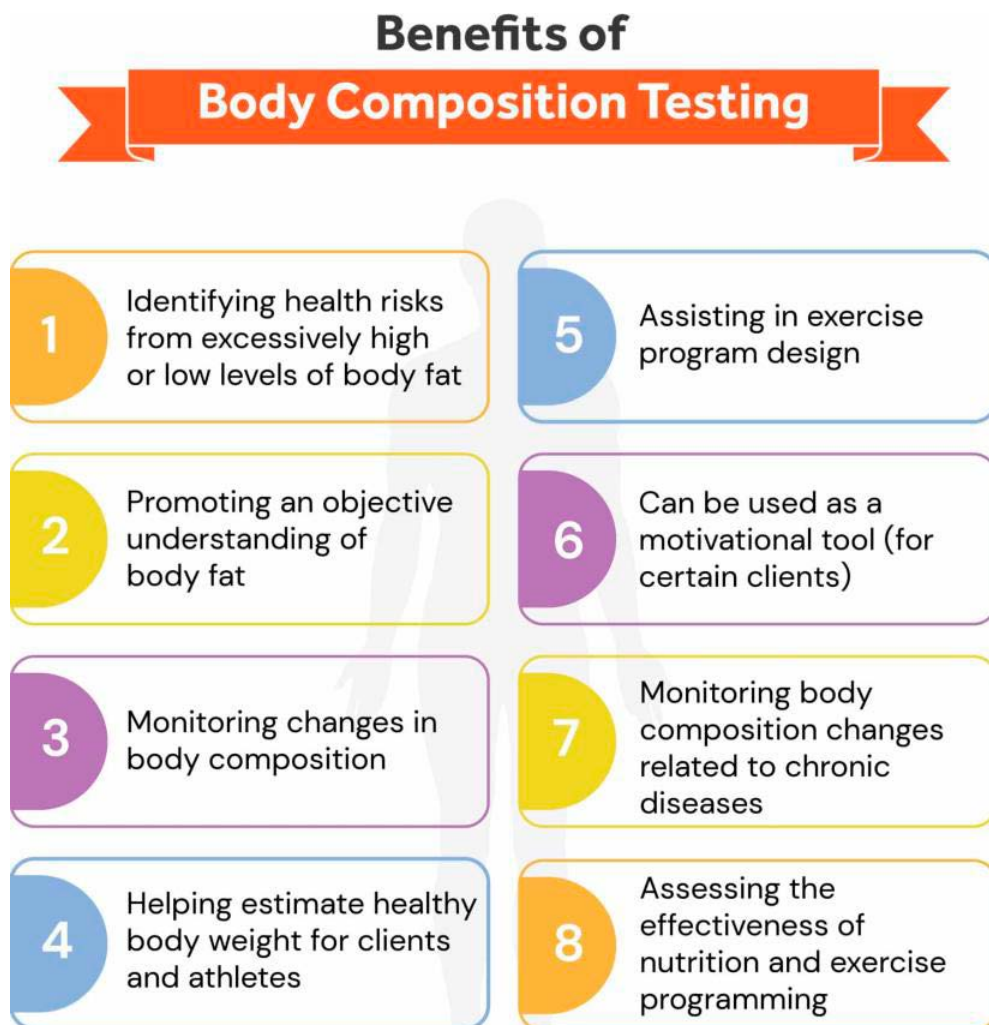 Benefits of
Body Composition Testing
1
Identifying health risks
from excessively high
or low levels of body fat
2
Promoting an objective
understanding of
body fat
3
Monitoring changes in
body composition
4
Helping estimate healthy
body weight for clients
and athletes
5
Assisting in exercise
program design
6
Can be used as a
motivational tool (for
certain clients)
7
Monitoring body
composition changes
related to chronic
diseases
8
Assessing the
effectiveness of
nutrition and exercise
programming